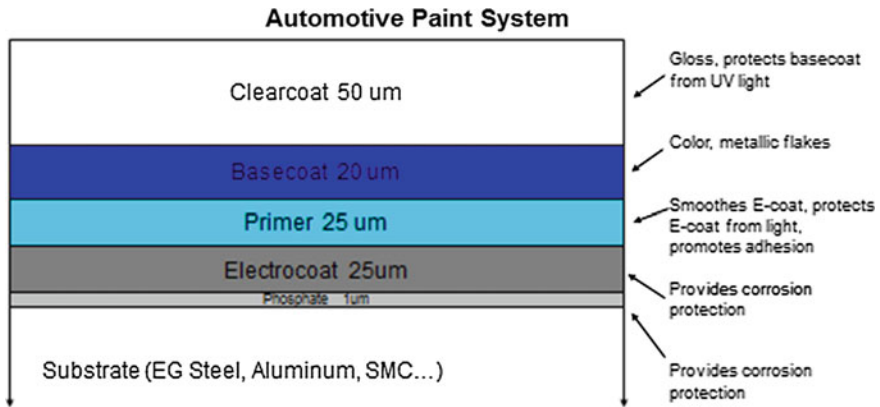 Automotive Paint System
Clearcoat 50 um
Gloss, protects basecoat
from UV light
Basecoat 20 um
Color, metallic flakes
Primer 25 um
Smoothes E-coat, protects
E-coat from light,
promotes adhesion
Electrocoat 25um
Provides corrosion
protection
Phosphate 1um
Provides corrosion
protection
Substrate (EG Steel, Aluminum, SMC...)